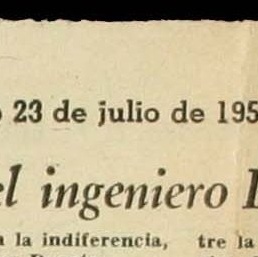 23 de julio de 195
el ingeniero
la indiferencia, tre la